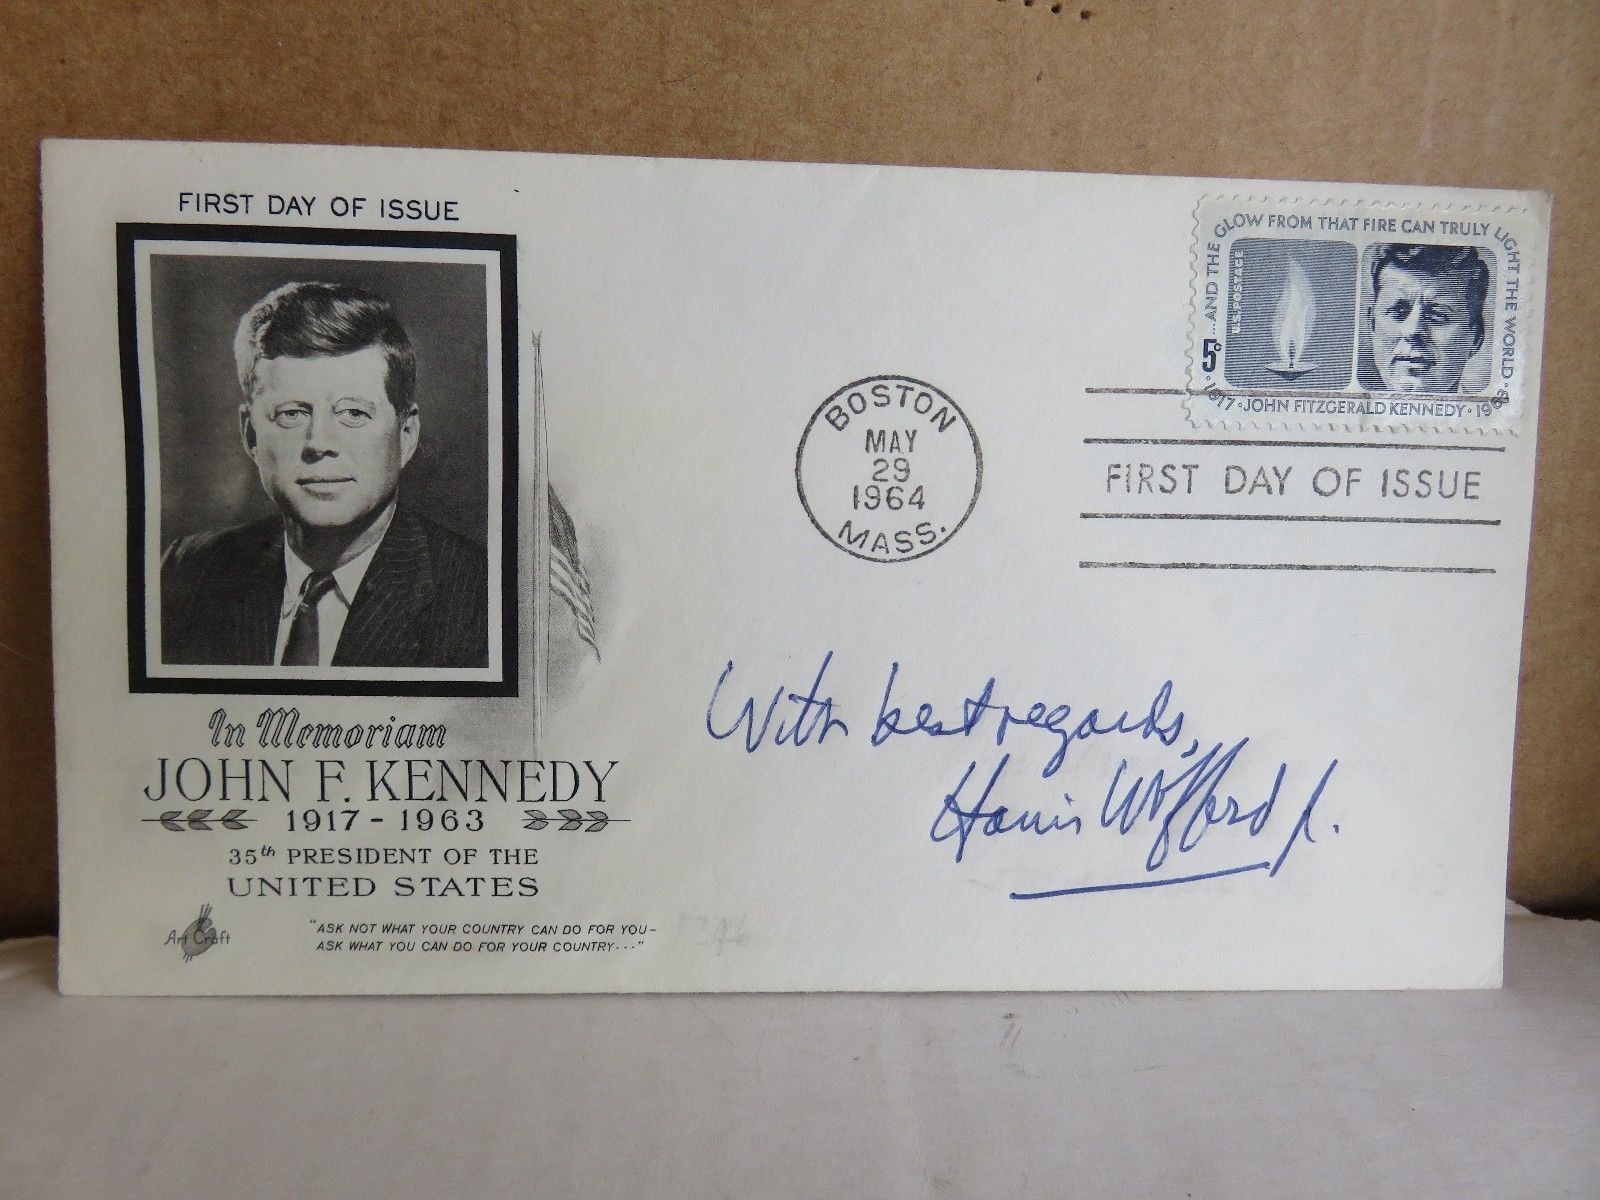 FIRST DAY OF ISSUE
...AND THE GLOW FROM THAT FIRE CAN TRULY LIGHT THE WORLD.
U.S. POSTAGE
5c
1917 · JOHN FITZGERALD KENNEDY · 1963
BOSTON
MAY
29
1964
MASS.
FIRST DAY OF ISSUE
With best regards,
Harris Wofford Jr.
In Memoriam
JOHN F. KENNEDY
1917 - 1963
35th PRESIDENT OF THE
UNITED STATES
Art Craft
"ASK NOT WHAT YOUR COUNTRY CAN DO FOR YOU-
ASK WHAT YOU CAN DO FOR YOUR COUNTRY---"